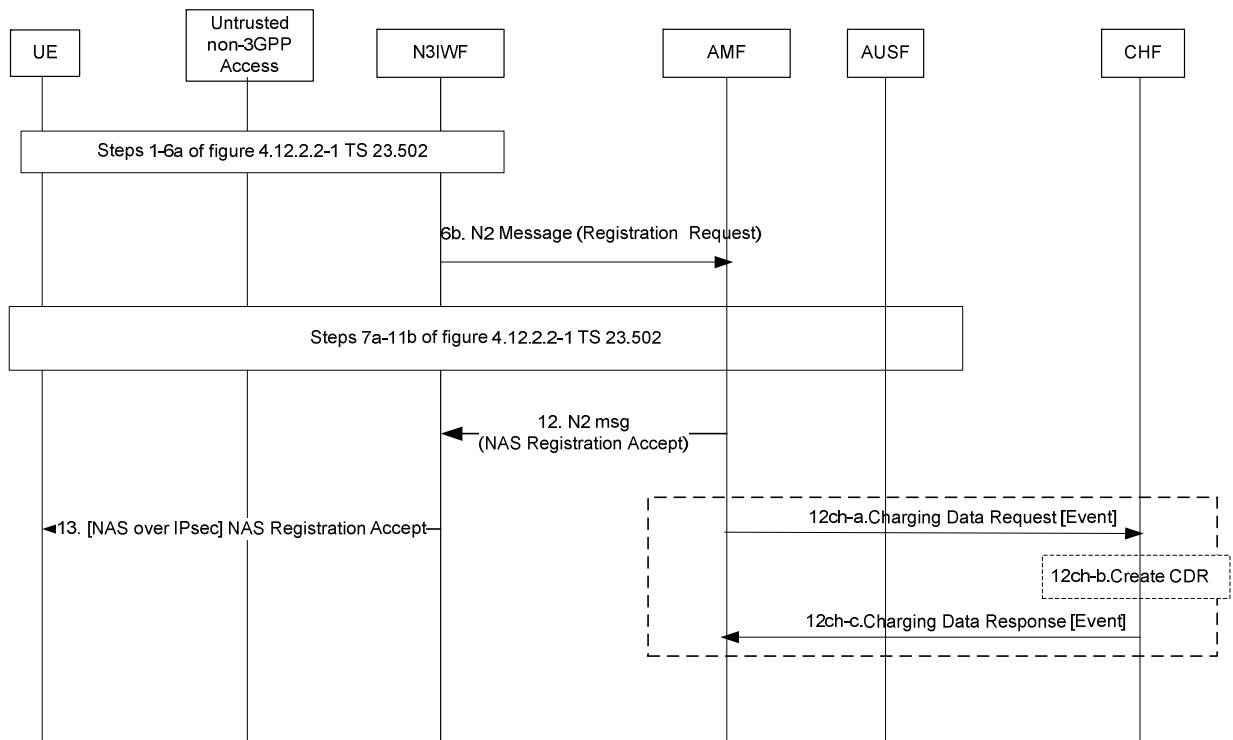 UE
Untrusted
non-3GPP
Access
N3IWF
AMF
AUSF
CHF
Steps 1-6a of figure 4.12.2.2-1 TS 23.502
6b. N2 Message (Registration Request)
Steps 7a-11b of figure 4.12.2.2-1 TS 23.502
12. N2 msg
(NAS Registration Accept)
12ch-a.Charging Data Request [Event]
13. [NAS over IPsec] NAS Registration Accept
12ch-b.Create CDR
12ch-c.Charging Data Response [Event]